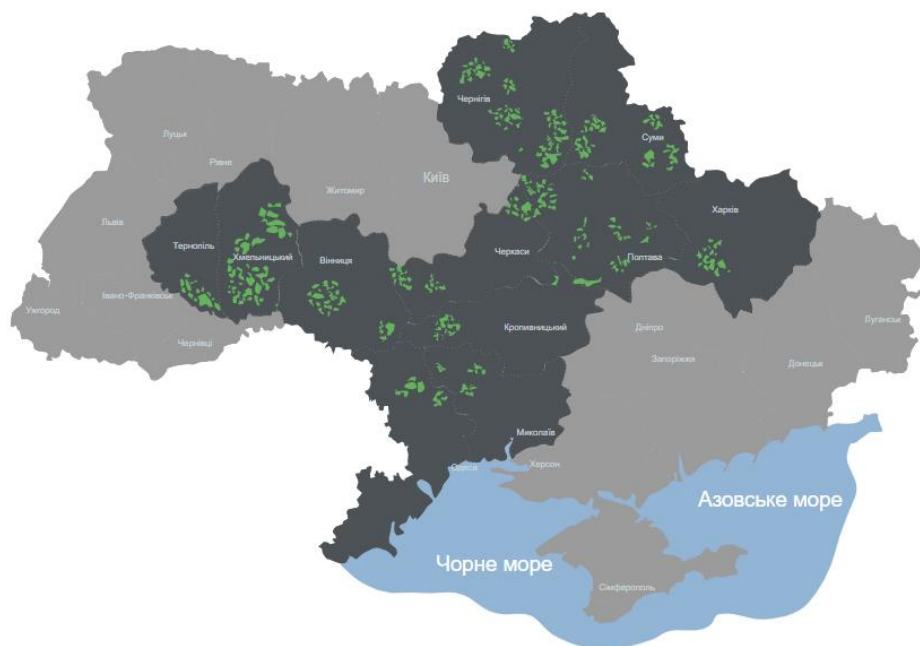 Чернігів
Суми
Луцьк
Рівне
Житомир
Київ
Харків
Львів
Тернопіль
Хмельницький
Вінниця
Черкаси
Полтава
Івано-Франківськ
Ужгород
Чернівці
Кропивницький
Дніпро
Луганськ
Запоріжжя
Донецьк
Миколаїв
Одеса
Херсон
Азовське море
Чорне море
Сімферополь